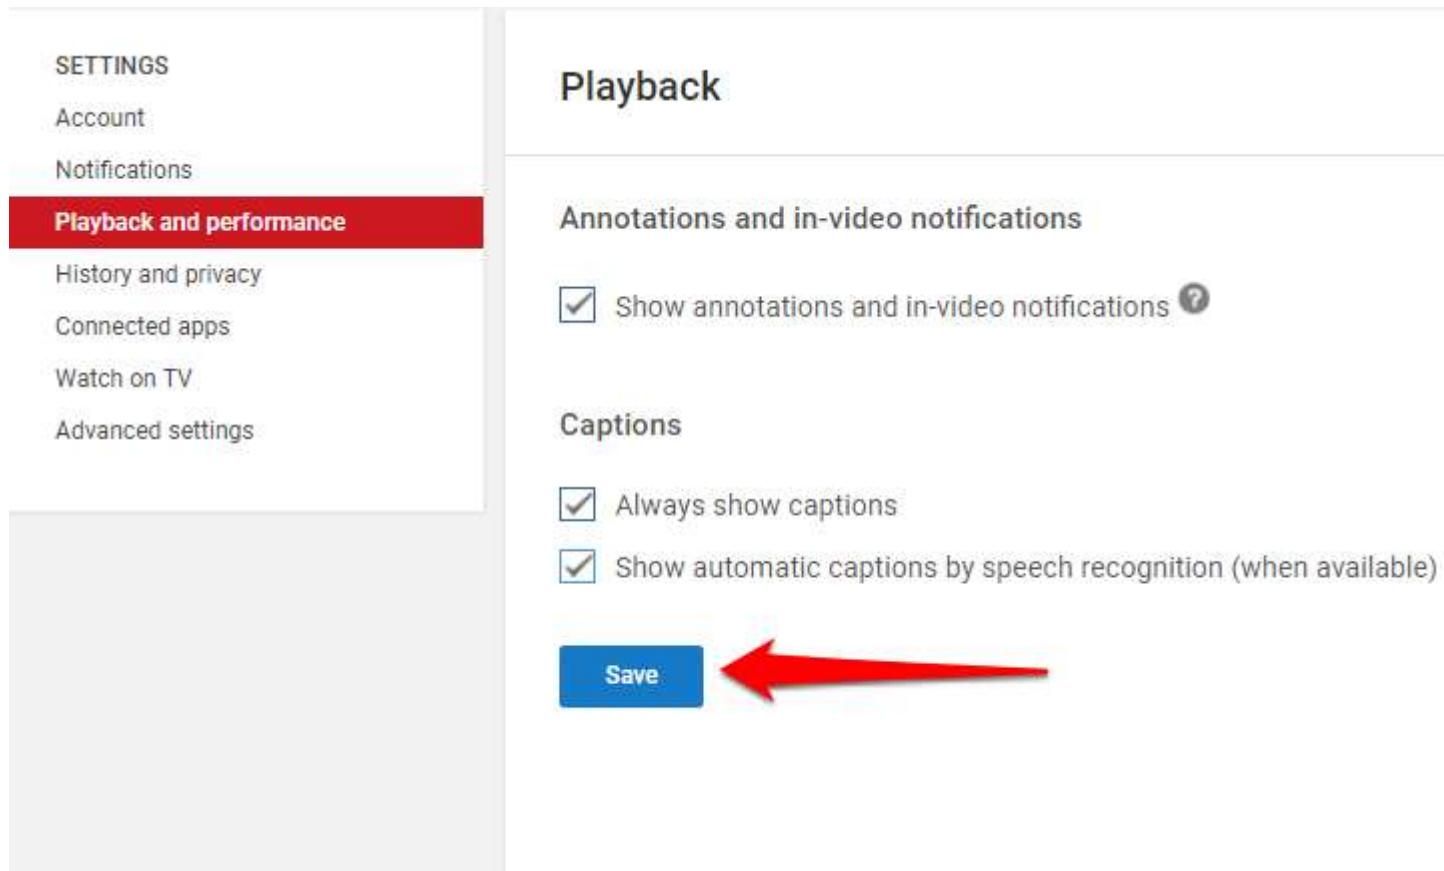 SETTINGS
Account
Notifications
Playback and performance
History and privacy
Connected apps
Watch on TV
Advanced settings
Playback
Annotations and in-video notifications
Show annotations and in-video notifications ?
Captions
Always show captions
Show automatic captions by speech recognition (when available)
Save